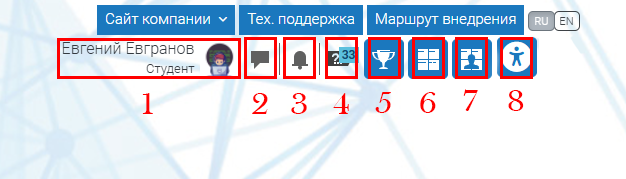 Сайт компании Тех. поддержка Маршрут внедрения RU EN
Евгений Евгранов
Студент
33
1 2 3 4 5 6 7 8